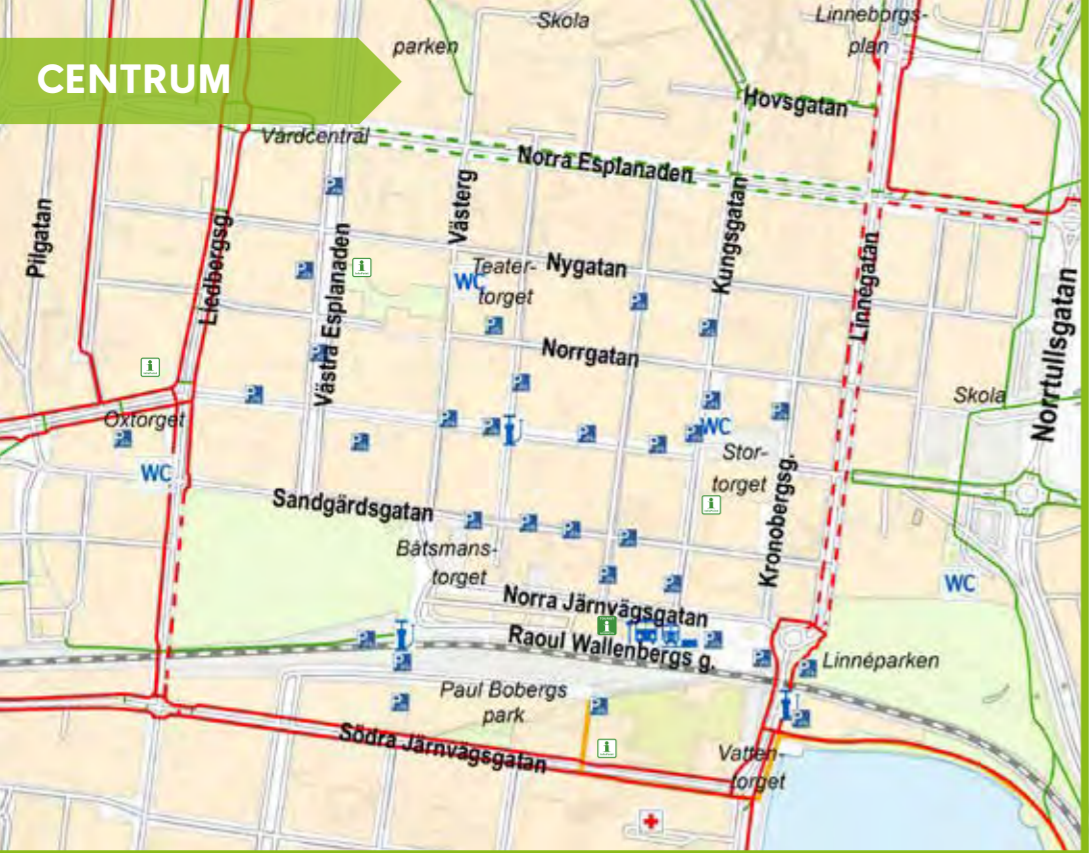 CENTRUM
Skola
parken
Linneborgs-
plan
Hovsgatan
Vårdcentral
Norra Esplanaden
Pilgatan
Liedbergsg.
Västra Esplanaden
Västerg
Kungsgatan
Linnégatan
Norrtullsgatan
Teater-
torget
WC
Nygatan
Norrgatan
Skola
Oxtorget
WC
WC
Stor-
torget
Kronobergsg.
Sandgärdsgatan
Båtsmans-
torget
WC
Norra Järnvägsgatan
Raoul Wallenbergs g.
Linnéparken
Paul Bobergs
park
Södra Järnvägsgatan
Vatten-
torget